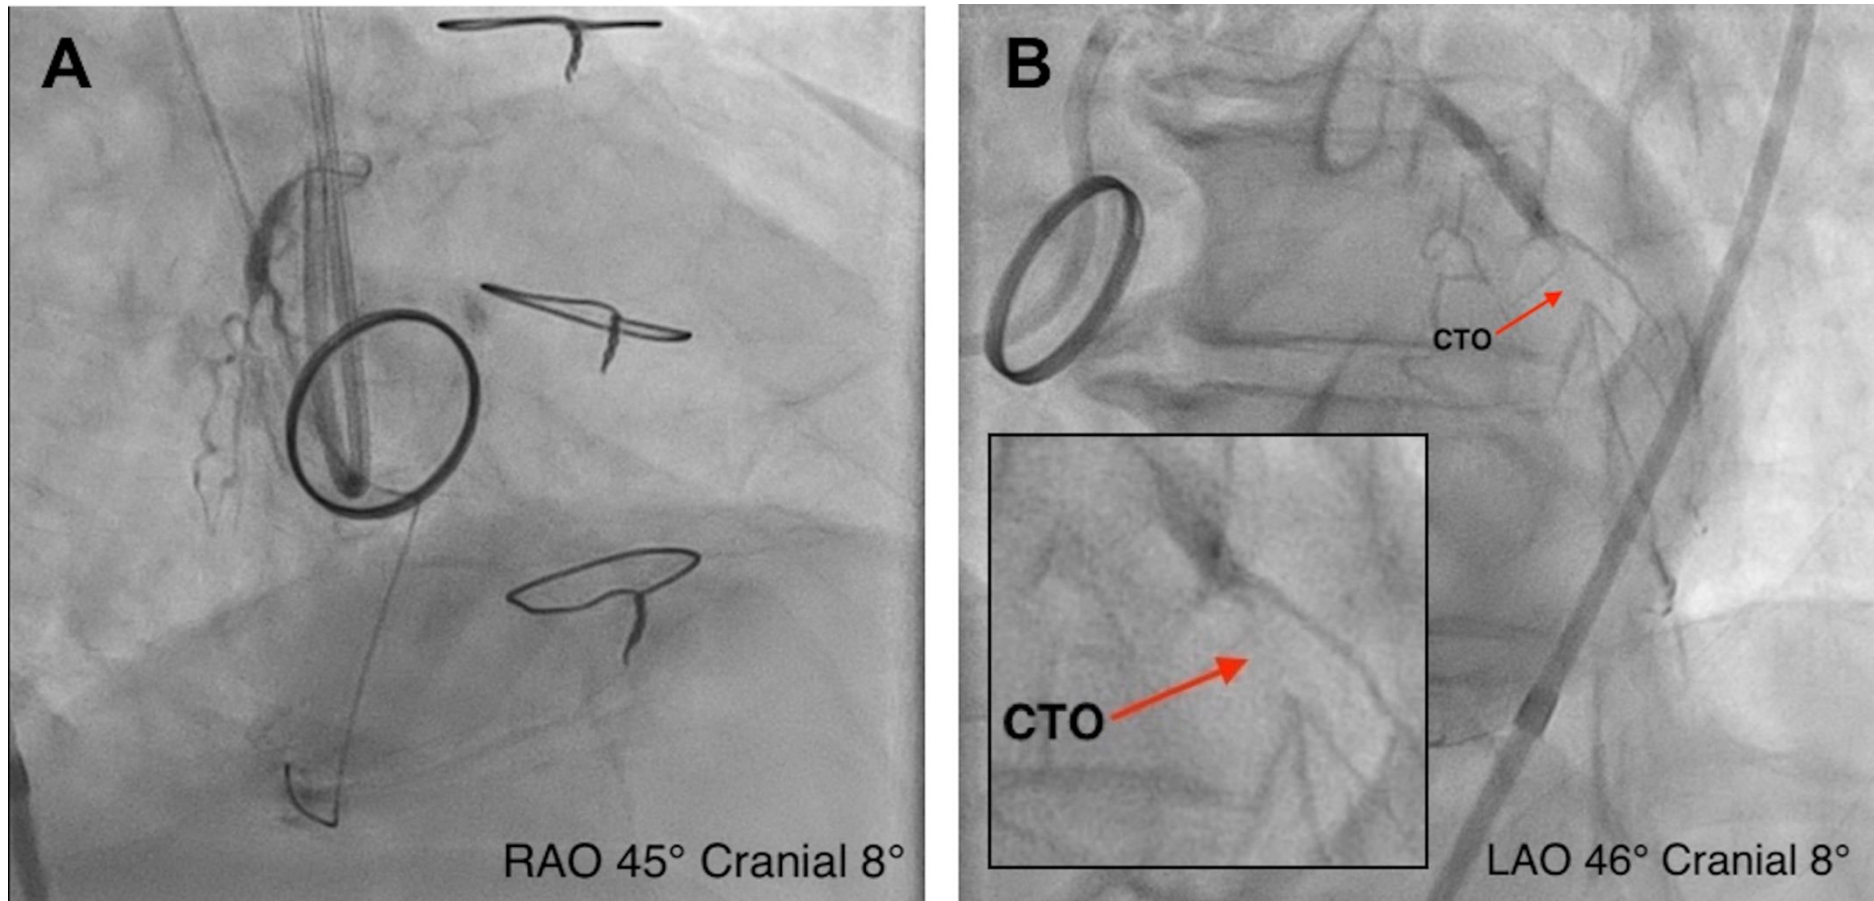 A
RAO 45° Cranial 8°
B
CTO
CTO
LAO 46° Cranial 8°